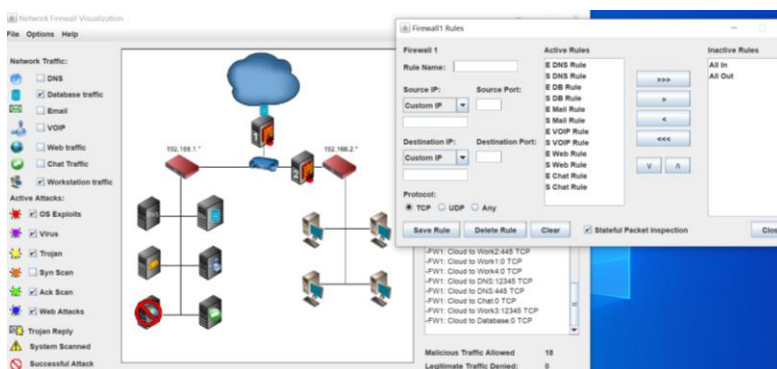 Network Firewall Visualization
File Options Help
Network Traffic:
DNS
Database traffic
Email
VOIP
Web traffic
Chat Traffic
Workstation traffic
Active Attacks:
OS Exploits
Virus
Trojan
Syn Scan
Ack Scan
Web Attacks
Trojan Reply
System Scanned
Successful Attack
192.168.1.*
192.168.2.*
1
2
-FW1: Cloud to Work2:445 TCP
-FW1: Cloud to Work1:0 TCP
-FW1: Cloud to Work4:0 TCP
-FW1: Cloud to DNS:12345 TCP
-FW1: Cloud to DNS:445 TCP
-FW1: Cloud to Chat:0 TCP
-FW1: Cloud to Work3:12345 TCP
-FW1: Cloud to Database:0 TCP
Malicious Traffic Allowed 18
Legitimate Traffic Denied: 0
Firewall1 Rules
Firewall 1
Rule Name:
Source IP: Source Port:
Custom IP
Destination IP: Destination Port:
Custom IP
Protocol:
TCP UDP Any
Save Rule Delete Rule Clear Stateful Packet Inspection Clos
Active Rules
E DNS Rule
S DNS Rule
E DB Rule
S DB Rule
E Mail Rule
S Mail Rule
E VOIP Rule
S VOIP Rule
E Web Rule
S Web Rule
E Chat Rule
S Chat Rule
>>>
>
<
<<<
V Λ
Inactive Rules
All In
All Out